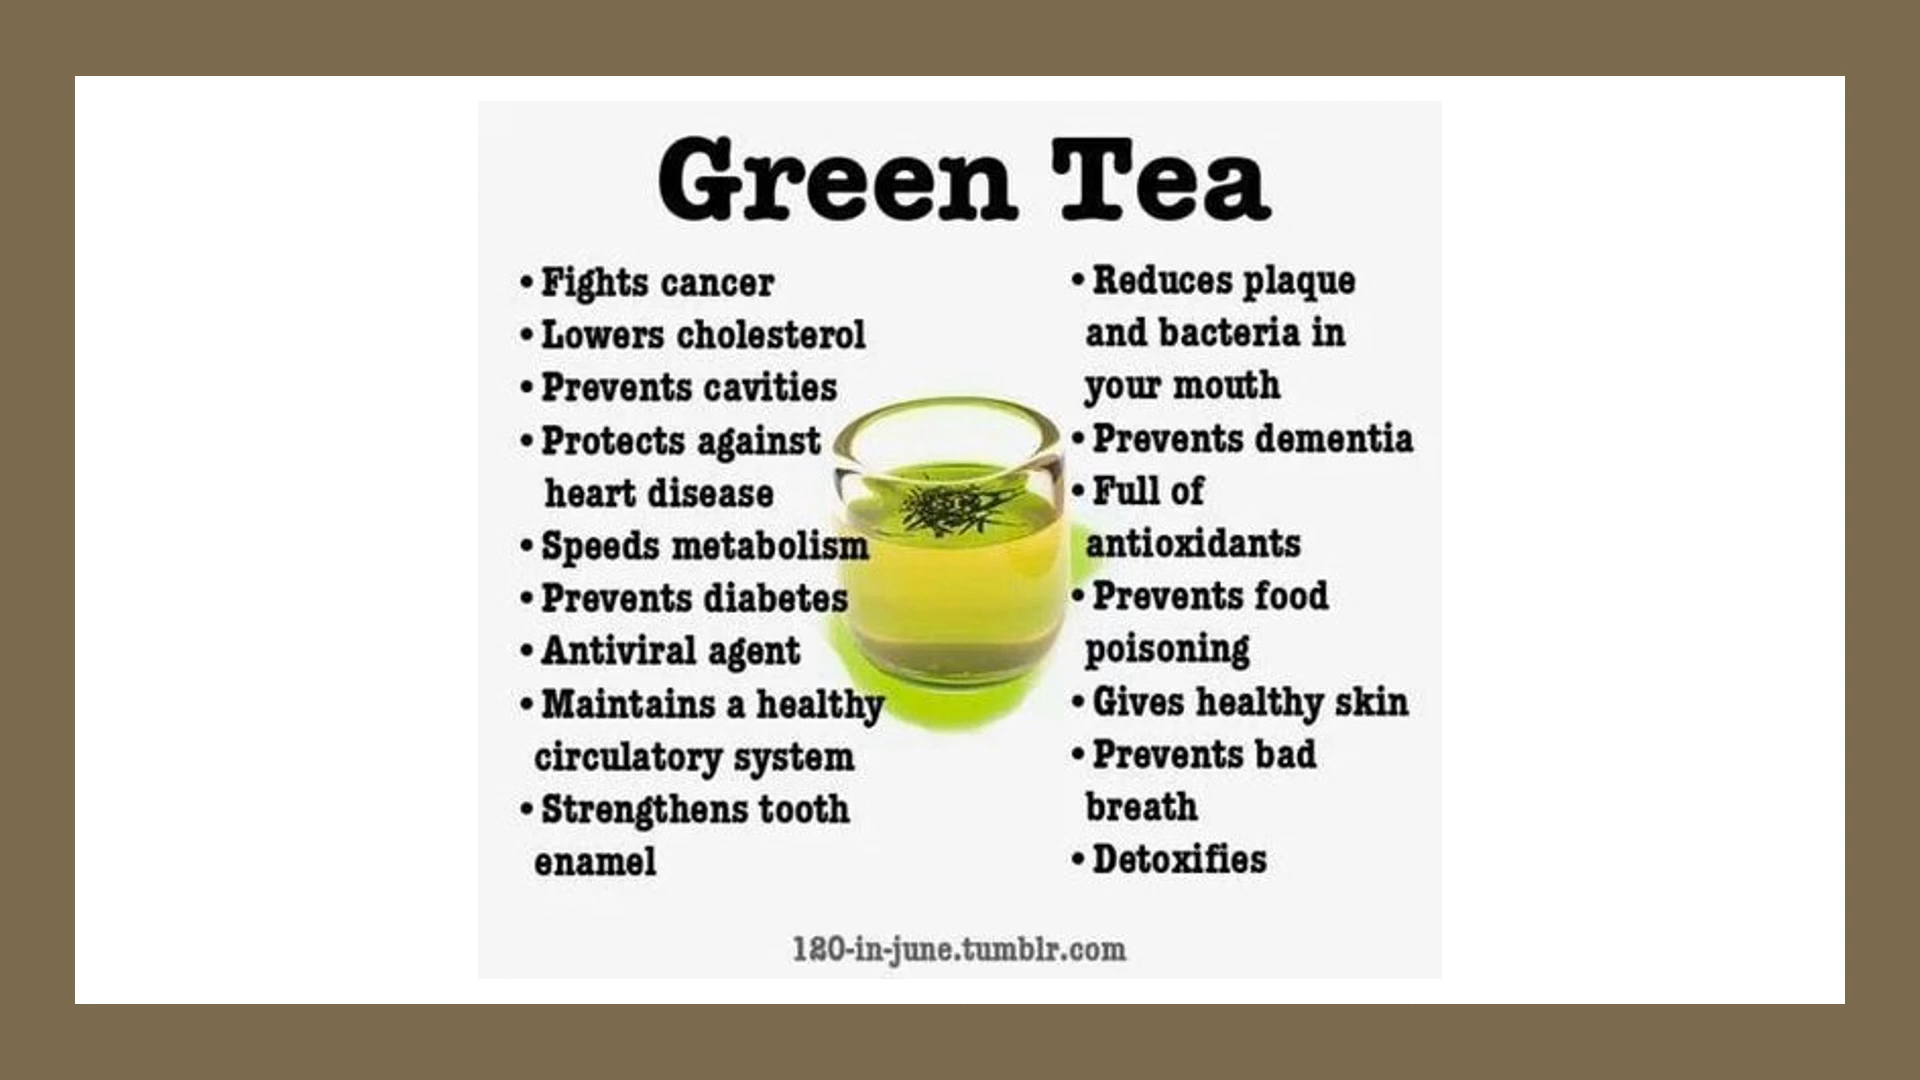 Green Tea
• Fights cancer
• Lowers cholesterol
• Prevents cavities
• Protects against
heart disease
• Speeds metabolism
• Prevents diabetes
• Antiviral agent
• Maintains a healthy
circulatory system
• Strengthens tooth
enamel
• Reduces plaque
and bacteria in
your mouth
• Prevents dementia
• Full of
antioxidants
• Prevents food
poisoning
• Gives healthy skin
• Prevents bad
breath
• Detoxifies
120-in-june.tumblr.com